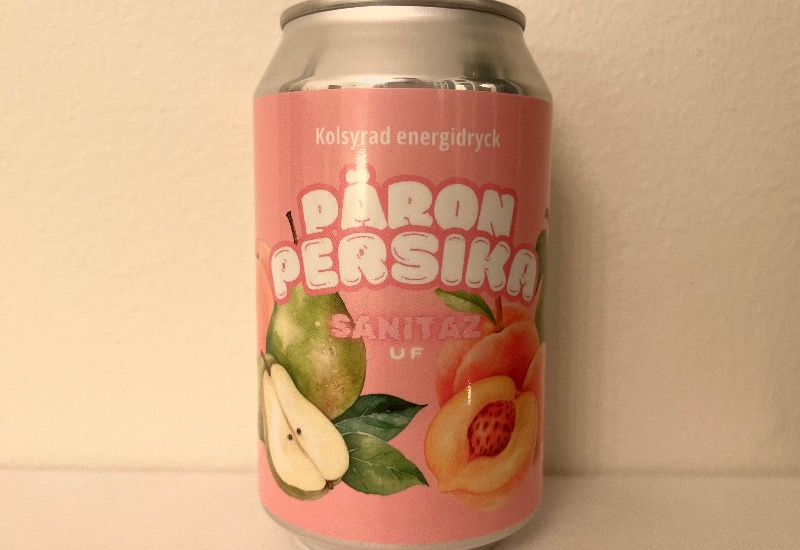 Kolsyrad energidryck
PÄRON
PERSIKA
SANITAZ
UF